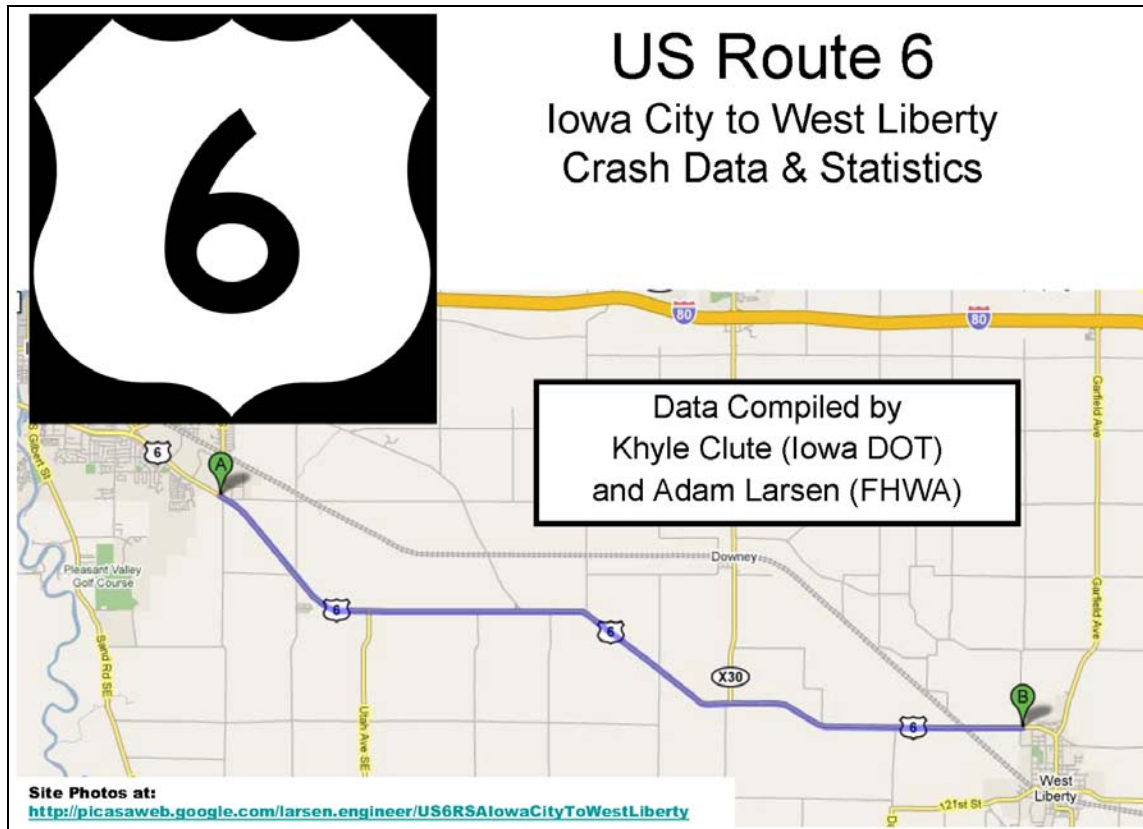 6
US Route 6
Iowa City to West Liberty
Crash Data & Statistics
80
80
Data Compiled by
Khyle Clute (Iowa DOT)
and Adam Larsen (FHWA)
Garfield Ave
S Gilbert St
6
A
Downey
Pleasant Valley
Golf Course
Garfield Ave
6
6
Sand Rd SE
X30
B
Utah Ave SE
6
West
Liberty
121st St
Site Photos at:
http://picasaweb.google.com/larsen.engineer/US6RSAIowaCityToWestLiberty